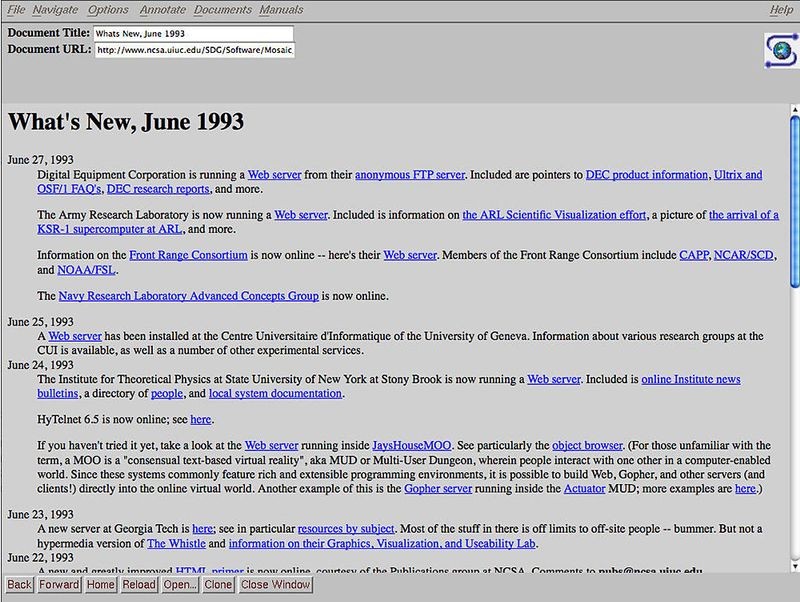 File Navigate Options Annotate Documents Manuals Help
Document Title: Whats New, June 1993
Document URL: http://www.ncsa.uiuc.edu/SDG/Software/Mosaic,
What's New, June 1993
June 27, 1993
Digital Equipment Corporation is running a Web server from their anonymous FTP server. Included are pointers to DEC product information, Ultrix and
OSF/1 FAQ's, DEC research reports, and more.
The Army Research Laboratory is now running a Web server. Included is information on the ARL Scientific Visualization effort, a picture of the arrival of a
KSR-1 supercomputer at ARL, and more.
Information on the Front Range Consortium is now online -- here's their Web server. Members of the Front Range Consortium include CAPP, NCAR/SCD,
and NOAA/FSL.
The Navy Research Laboratory Advanced Concepts Group is now online.
June 25, 1993
A Web server has been installed at the Centre Universitaire d'Informatique of the University of Geneva. Information about various research groups at the
CUI is available, as well as a number of other experimental services.
June 24, 1993
The Institute for Theoretical Physics at State University of New York at Stony Brook is now running a Web server. Included is online Institute news
bulletins, a directory of people, and local system documentation.
HyTelnet 6.5 is now online; see here.
If you haven't tried it yet, take a look at the Web server running inside JaysHouseMOO. See particularly the object browser. (For those unfamiliar with the
term, a MOO is a "consensual text-based virtual reality", aka MUD or Multi-User Dungeon, wherein people interact with one other in a computer-enabled
world. Since these systems commonly feature rich and extensible programming environments, it is possible to build Web, Gopher, and other servers (and
clients!) directly into the online virtual world. Another example of this is the Gopher server running inside the Actuator MUD; more examples are here.)
June 23, 1993
A new server at Georgia Tech is here; see in particular resources by subject. Most of the stuff in there is off limits to off-site people -- bummer. But not a
hypermedia version of The Whistle and information on their Graphics, Visualization, and Useability Lab.
June 22, 1993
A new and greatly improved HTML primer is now online, courtesy of the Publications group at NCSA. Comments to pubs@ncsa.uiuc.edu.
Back Forward Home Reload Open... Clone Close Window